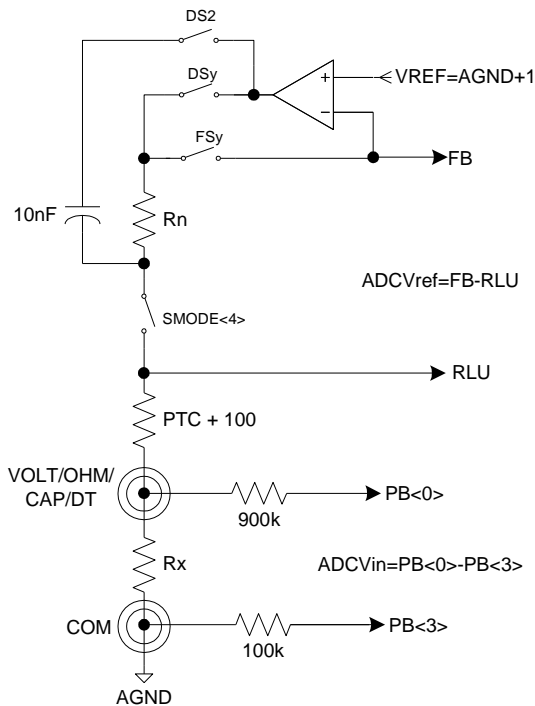 DS2
DSy
+
VREF=AGND+1
−
FSy
FB
10nF
Rn
ADCVref=FB-RLU
SMODE<4>
RLU
PTC + 100
VOLT/OHM/
CAP/DT
PB<0>
900k
Rx
ADCVin=PB<0>-PB<3>
COM
PB<3>
100k
AGND